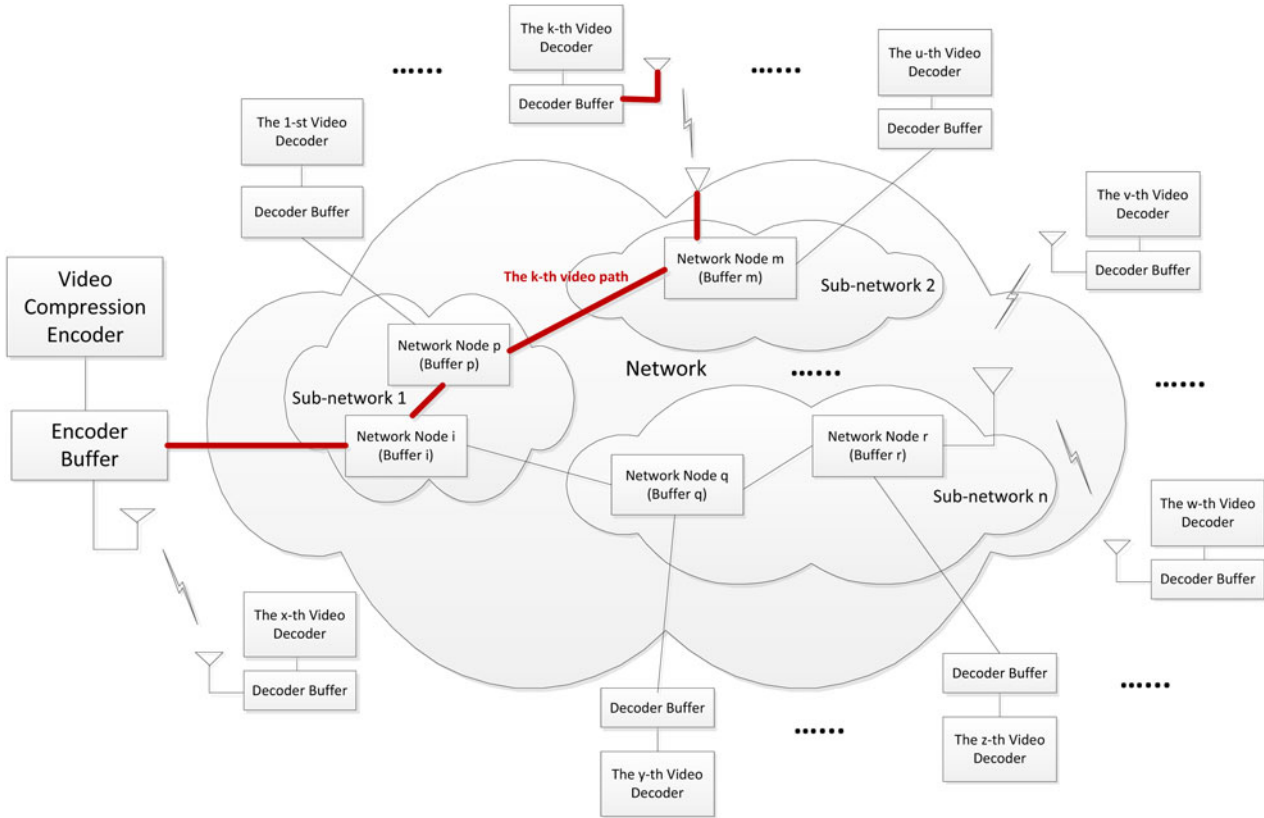 The k-th Video
Decoder
Decoder Buffer
The u-th Video
Decoder
Decoder Buffer
The 1-st Video
Decoder
Decoder Buffer
The v-th Video
Decoder
Decoder Buffer
Network Node m
(Buffer m)
Sub-network 2
The k-th video path
Video
Compression
Encoder
Network Node p
(Buffer p)
Network
Sub-network 1
Encoder
Buffer
Network Node i
(Buffer i)
Network Node r
(Buffer r)
Network Node q
(Buffer q)
Sub-network n
The w-th Video
Decoder
Decoder Buffer
The x-th Video
Decoder
Decoder Buffer
Decoder Buffer
The y-th Video
Decoder
Decoder Buffer
The z-th Video
Decoder